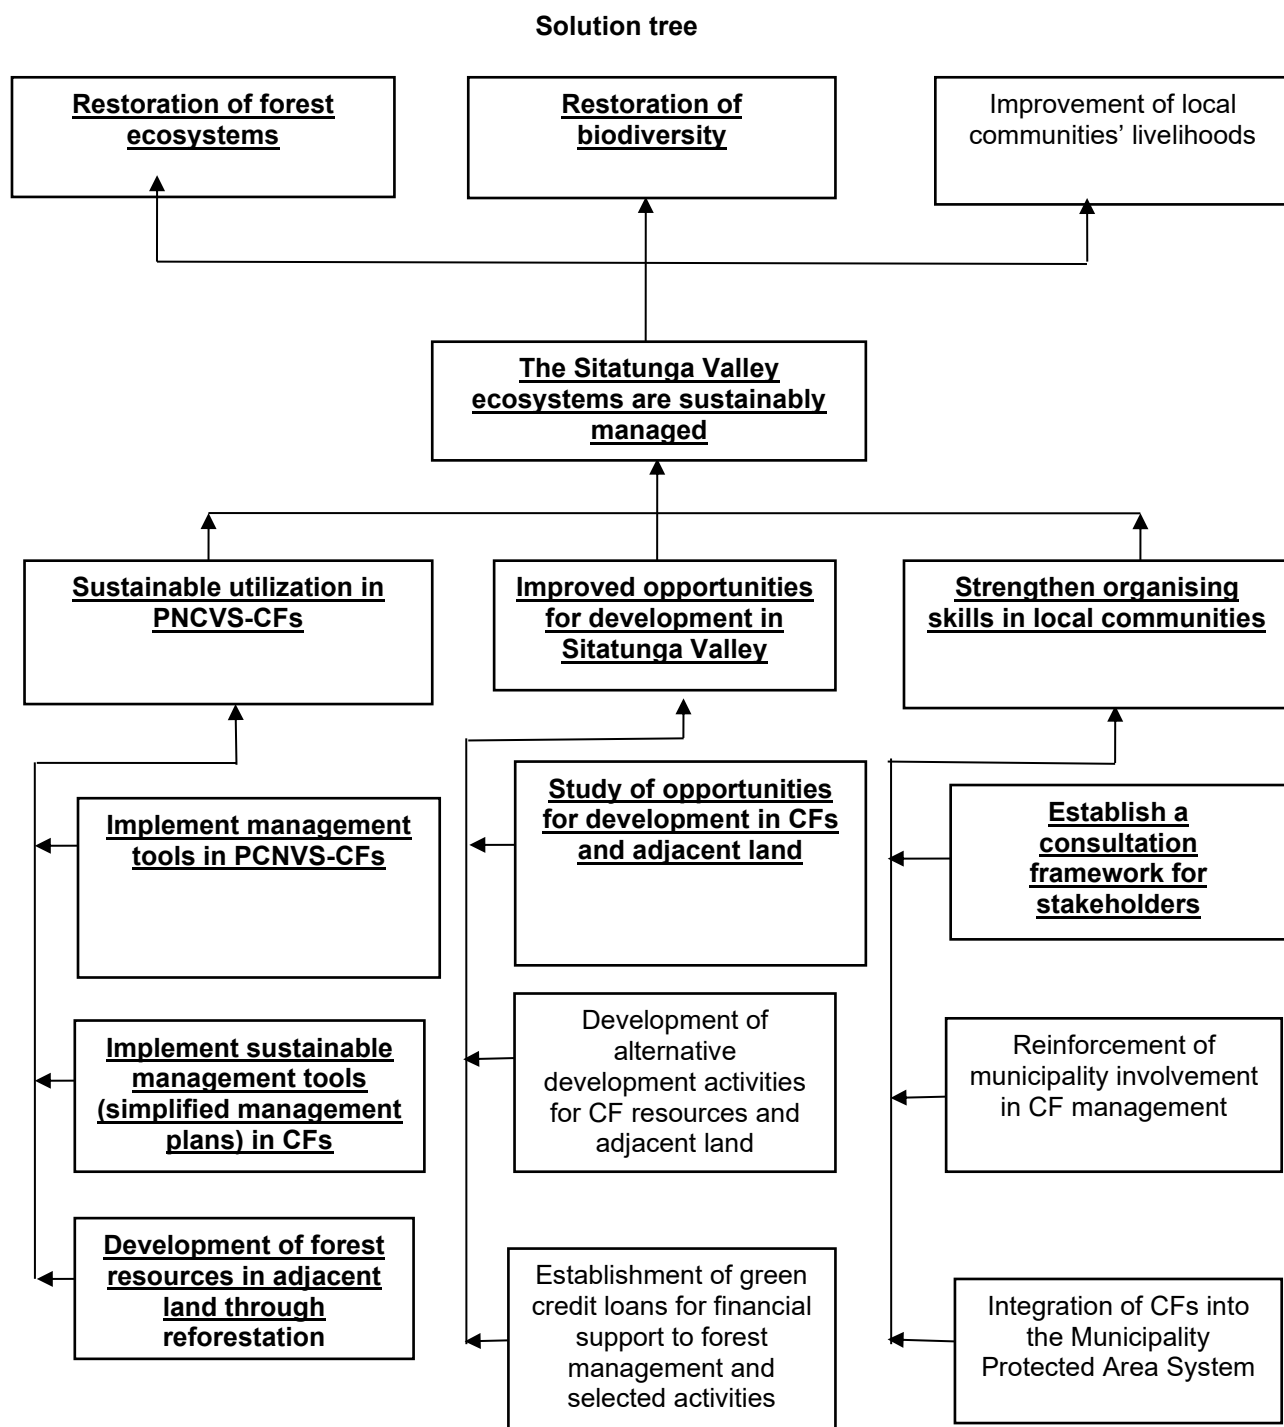 Solution tree
Restoration of forest
ecosystems
Restoration of
biodiversity
Improvement of local
communities’ livelihoods
The Sitatunga Valley
ecosystems are sustainably
managed
Sustainable utilization in
PNCVS-CFs
Improved opportunities
for development in
Sitatunga Valley
Strengthen organising
skills in local communities
Implement management
tools in PCNVS-CFs
Study of opportunities
for development in CFs
and adjacent land
Establish a
consultation
framework for
stakeholders
Implement sustainable
management tools
(simplified management
plans) in CFs
Development of
alternative
development activities
for CF resources and
adjacent land
Reinforcement of
municipality involvement
in CF management
Development of forest
resources in adjacent
land through
reforestation
Establishment of green
credit loans for financial
support to forest
management and
selected activities
Integration of CFs into
the Municipality
Protected Area System